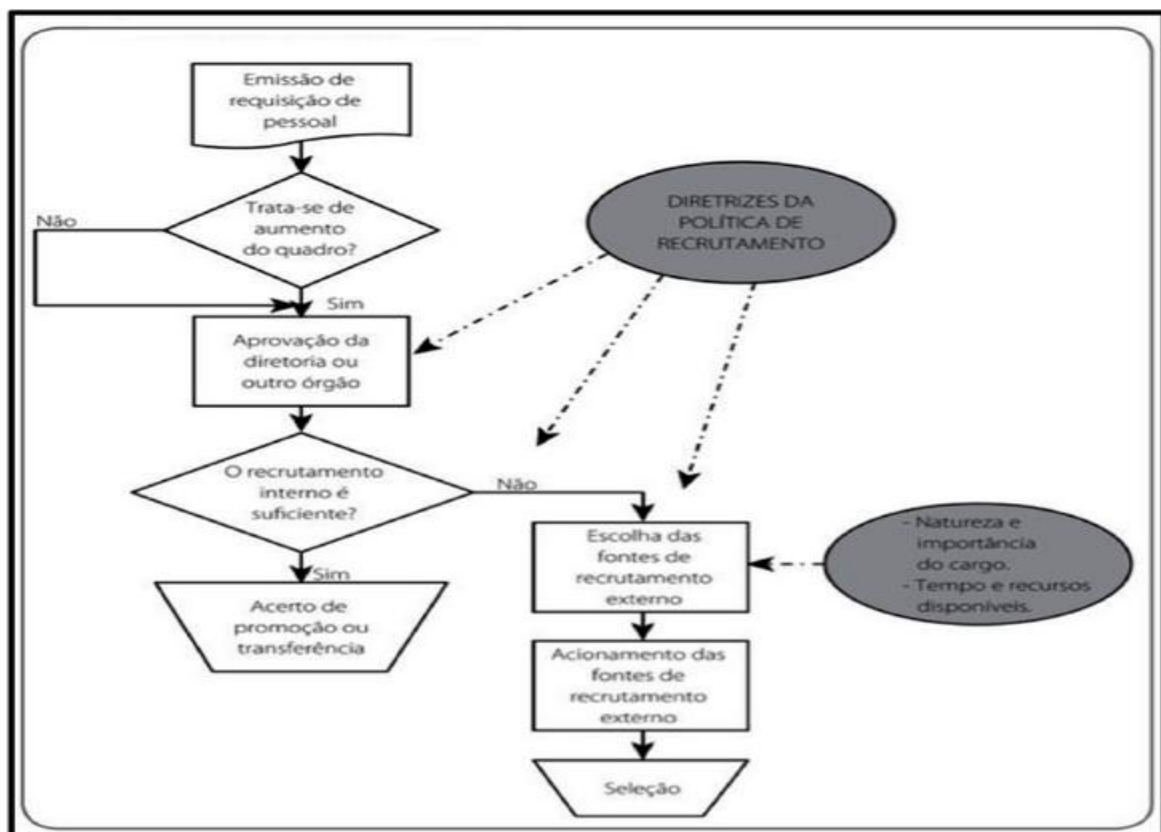 Emissão de
requisição de
pessoal
Trata-se de
aumento
do quadro?
Não
Sim
DIRETRIZES DA
POLÍTICA DE
RECRUTAMENTO
Aprovação da
diretoria ou
outro órgão
O recrutamento
interno é
suficiente?
Não
Sim
Acerto de
promoção ou
transferência
Escolha das
fontes de
recrutamento
externo
- Natureza e
importância
do cargo.
- Tempo e recursos
disponíveis.
Acionamento das
fontes de
recrutamento
externo
Seleção